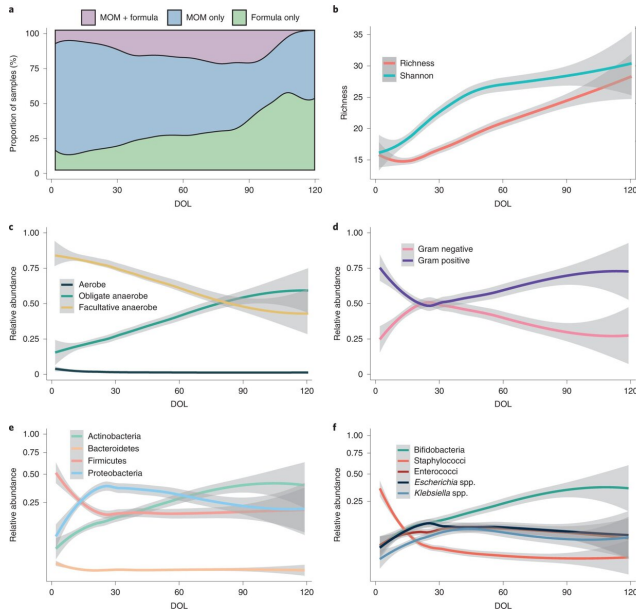 a
MOM + formula MOM only Formula only
Proportion of samples (%)
100
75
50
25
0
0 30 60 90 120
DOL
b
Richness
Shannon
Richness
35
30
25
20
15
0 30 60 90 120
DOL
c
Aerobe
Obligate anaerobe
Facultative anaerobe
Relative abundance
1.00
0.75
0.50
0.25
0
0 30 60 90 120
DOL
d
Gram negative
Gram positive
Relative abundance
1.00
0.75
0.50
0.25
0
0 30 60 90 120
DOL
e
Actinobacteria
Bacteroidetes
Firmicutes
Proteobacteria
Relative abundance
1.00
0.75
0.50
0.25
0
0 30 60 90 120
DOL
f
Bifidobacteria
Staphylococci
Enterococci
Escherichia spp.
Klebsiella spp.
Relative abundance
1.00
0.75
0.50
0.25
0
0 30 60 90 120
DOL